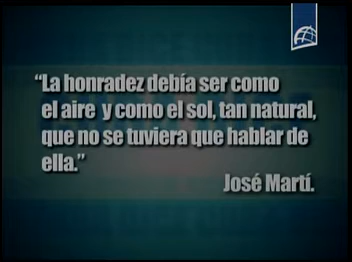 “La honradez debía ser como
el aire y como el sol, tan natural,
que no se tuviera que hablar de
ella.”
José Martí.